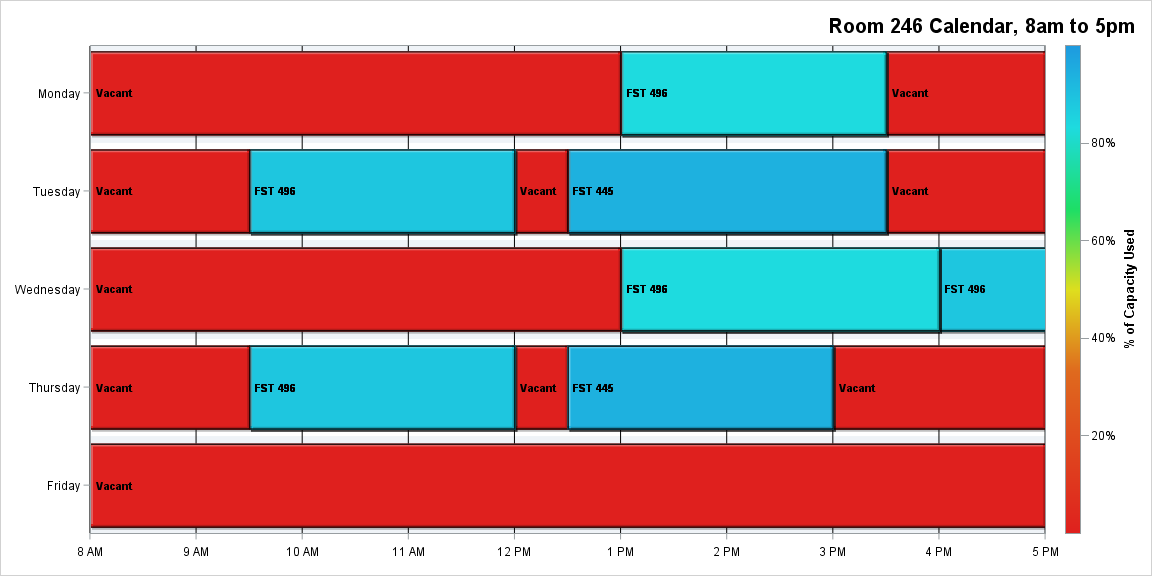 Room 246 Calendar, 8am to 5pm
Monday
Vacant
FST 496
Vacant
Tuesday
Vacant
FST 496
Vacant
FST 445
Vacant
Wednesday
Vacant
FST 496
FST 496
Thursday
Vacant
FST 496
Vacant
FST 445
Vacant
Friday
Vacant
8 AM
9 AM
10 AM
11 AM
12 PM
1 PM
2 PM
3 PM
4 PM
5 PM
80%
60%
40%
20%
% of Capacity Used